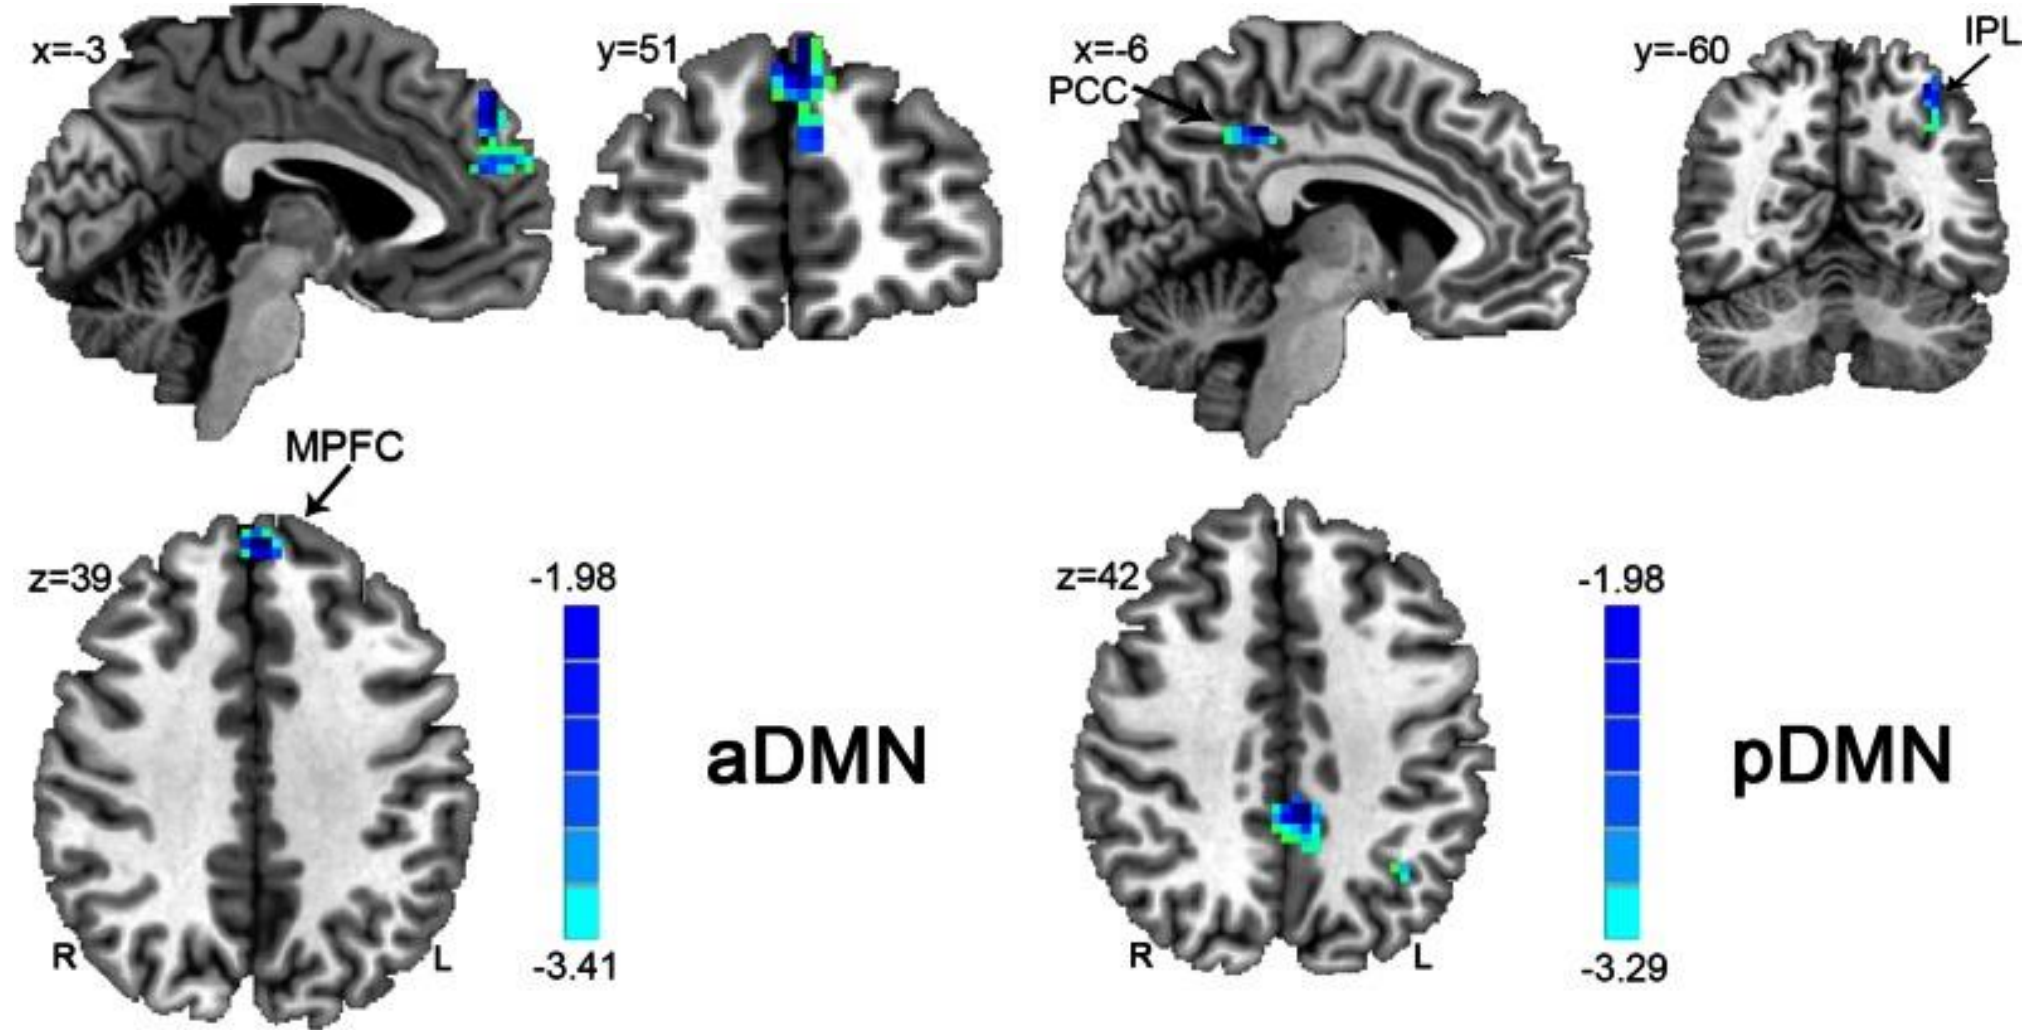 x=-3
y=51
x=-6
PCC
y=-60
IPL
MPFC
z=39
-1.98
aDMN
R
L
-3.41
z=42
-1.98
pDMN
R
L
-3.29